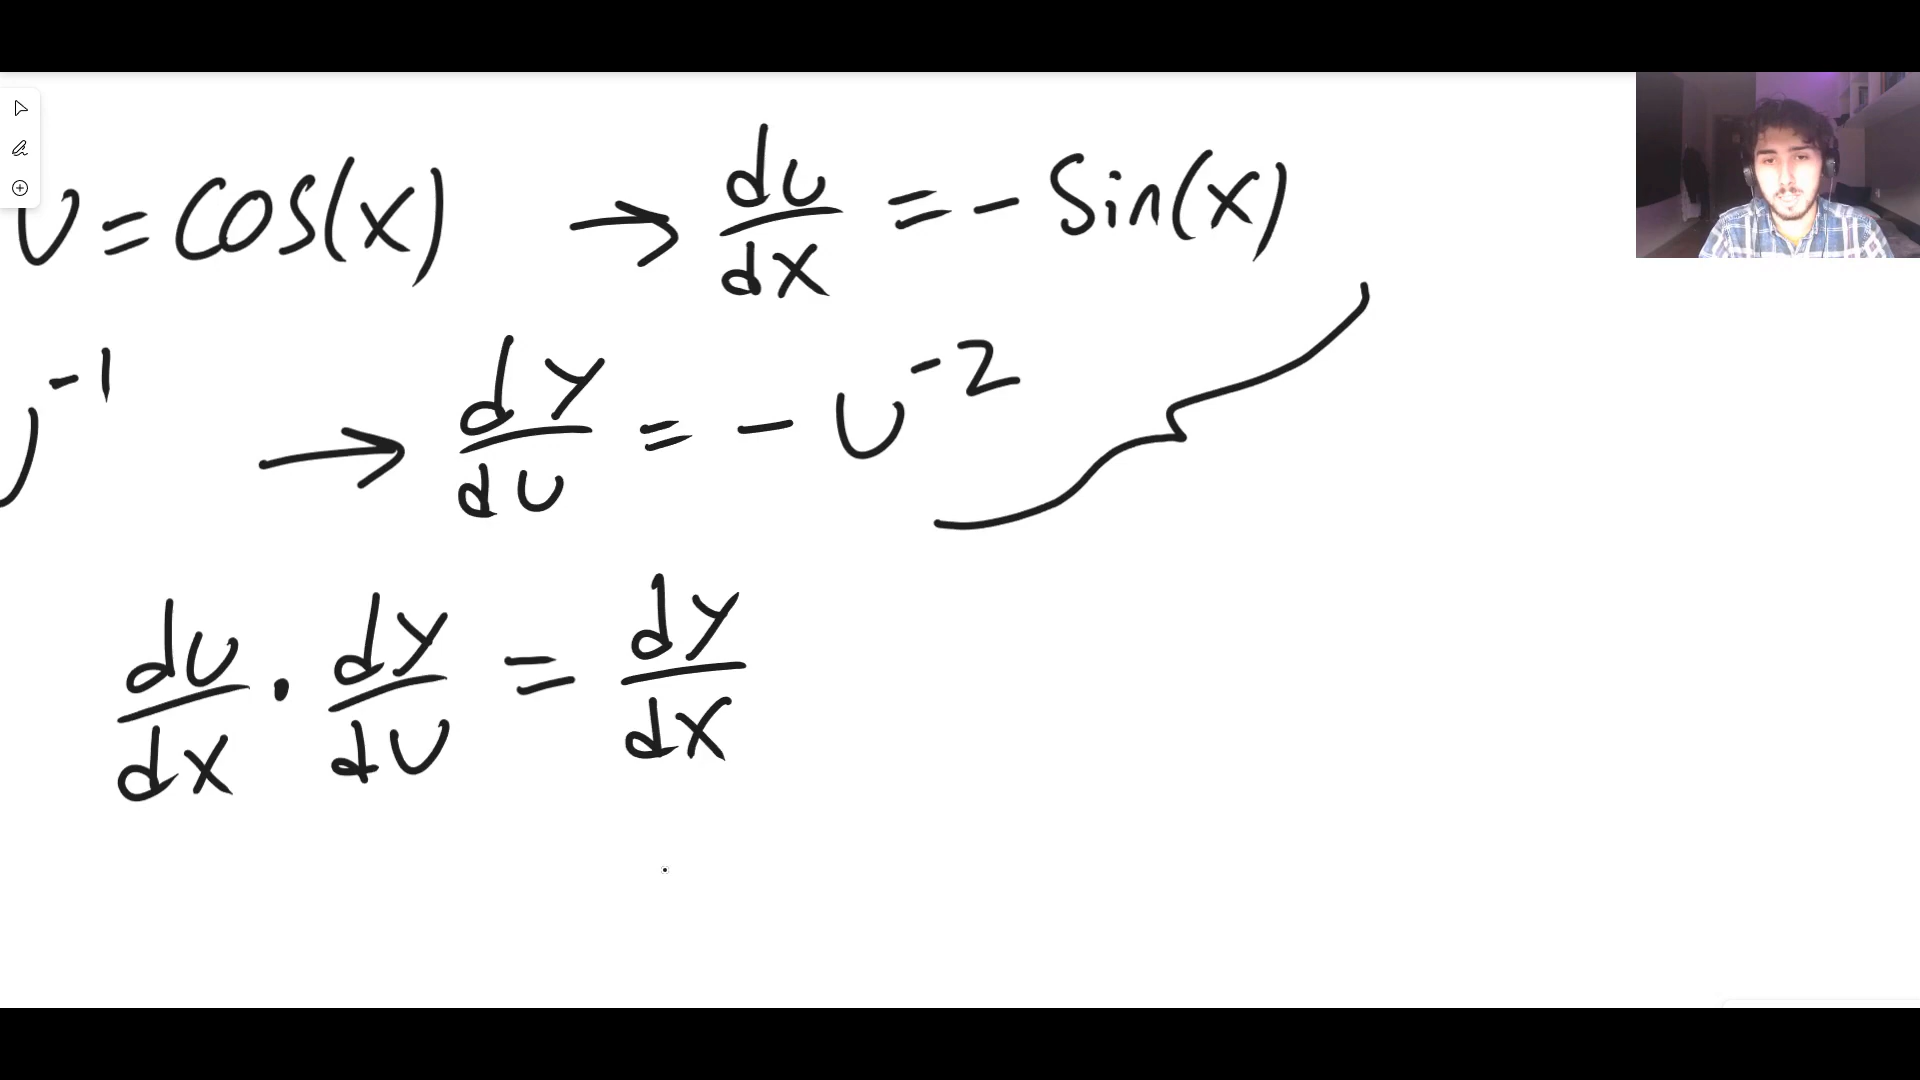 U = cos(x) → du/dx = - Sin(x)
U^-1 → dy/du = - U^-2
du/dx · dy/du = dy/dx